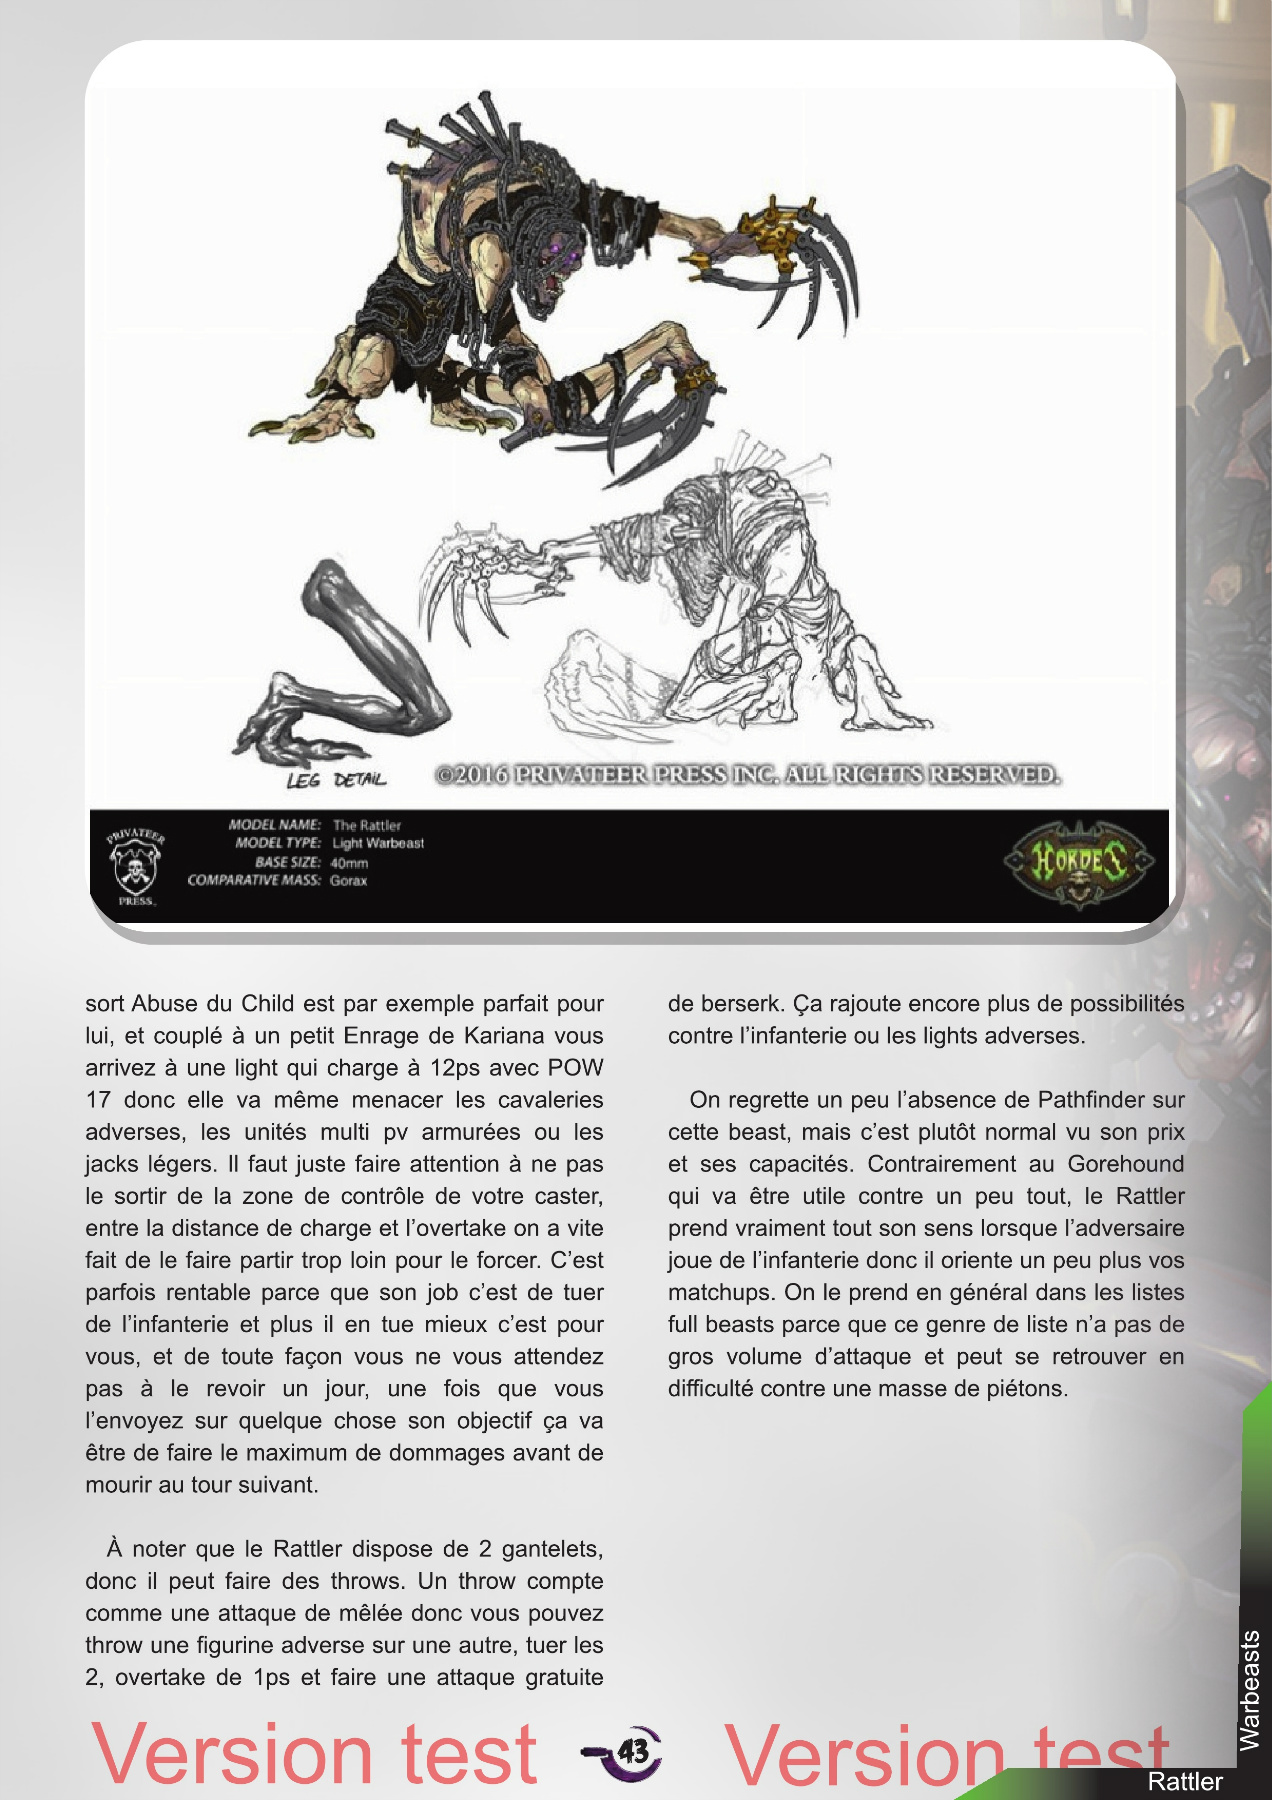 LEG DETAIL
©2016 PRIVATEER PRESS INC. ALL RIGHTS RESERVED.
PRIVATEER
PRESS
MODEL NAME: The Rattler
MODEL TYPE: Light Warbeast
BASE SIZE: 40mm
COMPARATIVE MASS: Gorax
HORDES
sort Abuse du Child est par exemple parfait pour
lui, et couplé à un petit Enrage de Kariana vous
arrivez à une light qui charge à 12ps avec POW
17 donc elle va même menacer les cavaleries
adverses, les unités multi pv armurées ou les
jacks légers. Il faut juste faire attention à ne pas
le sortir de la zone de contrôle de votre caster,
entre la distance de charge et l’overtake on a vite
fait de le faire partir trop loin pour le forcer. C’est
parfois rentable parce que son job c’est de tuer
de l’infanterie et plus il en tue mieux c’est pour
vous, et de toute façon vous ne vous attendez
pas à le revoir un jour, une fois que vous
l’envoyez sur quelque chose son objectif ça va
être de faire le maximum de dommages avant de
mourir au tour suivant.
À noter que le Rattler dispose de 2 gantelets,
donc il peut faire des throws. Un throw compte
comme une attaque de mêlée donc vous pouvez
throw une figurine adverse sur une autre, tuer les
2, overtake de 1ps et faire une attaque gratuite
de berserk. Ça rajoute encore plus de possibilités
contre l’infanterie ou les lights adverses.
On regrette un peu l’absence de Pathfinder sur
cette beast, mais c’est plutôt normal vu son prix
et ses capacités. Contrairement au Gorehound
qui va être utile contre un peu tout, le Rattler
prend vraiment tout son sens lorsque l’adversaire
joue de l’infanterie donc il oriente un peu plus vos
matchups. On le prend en général dans les listes
full beasts parce que ce genre de liste n’a pas de
gros volume d’attaque et peut se retrouver en
difficulté contre une masse de piétons.
Version test
43
Version test
Warbeasts
Rattler